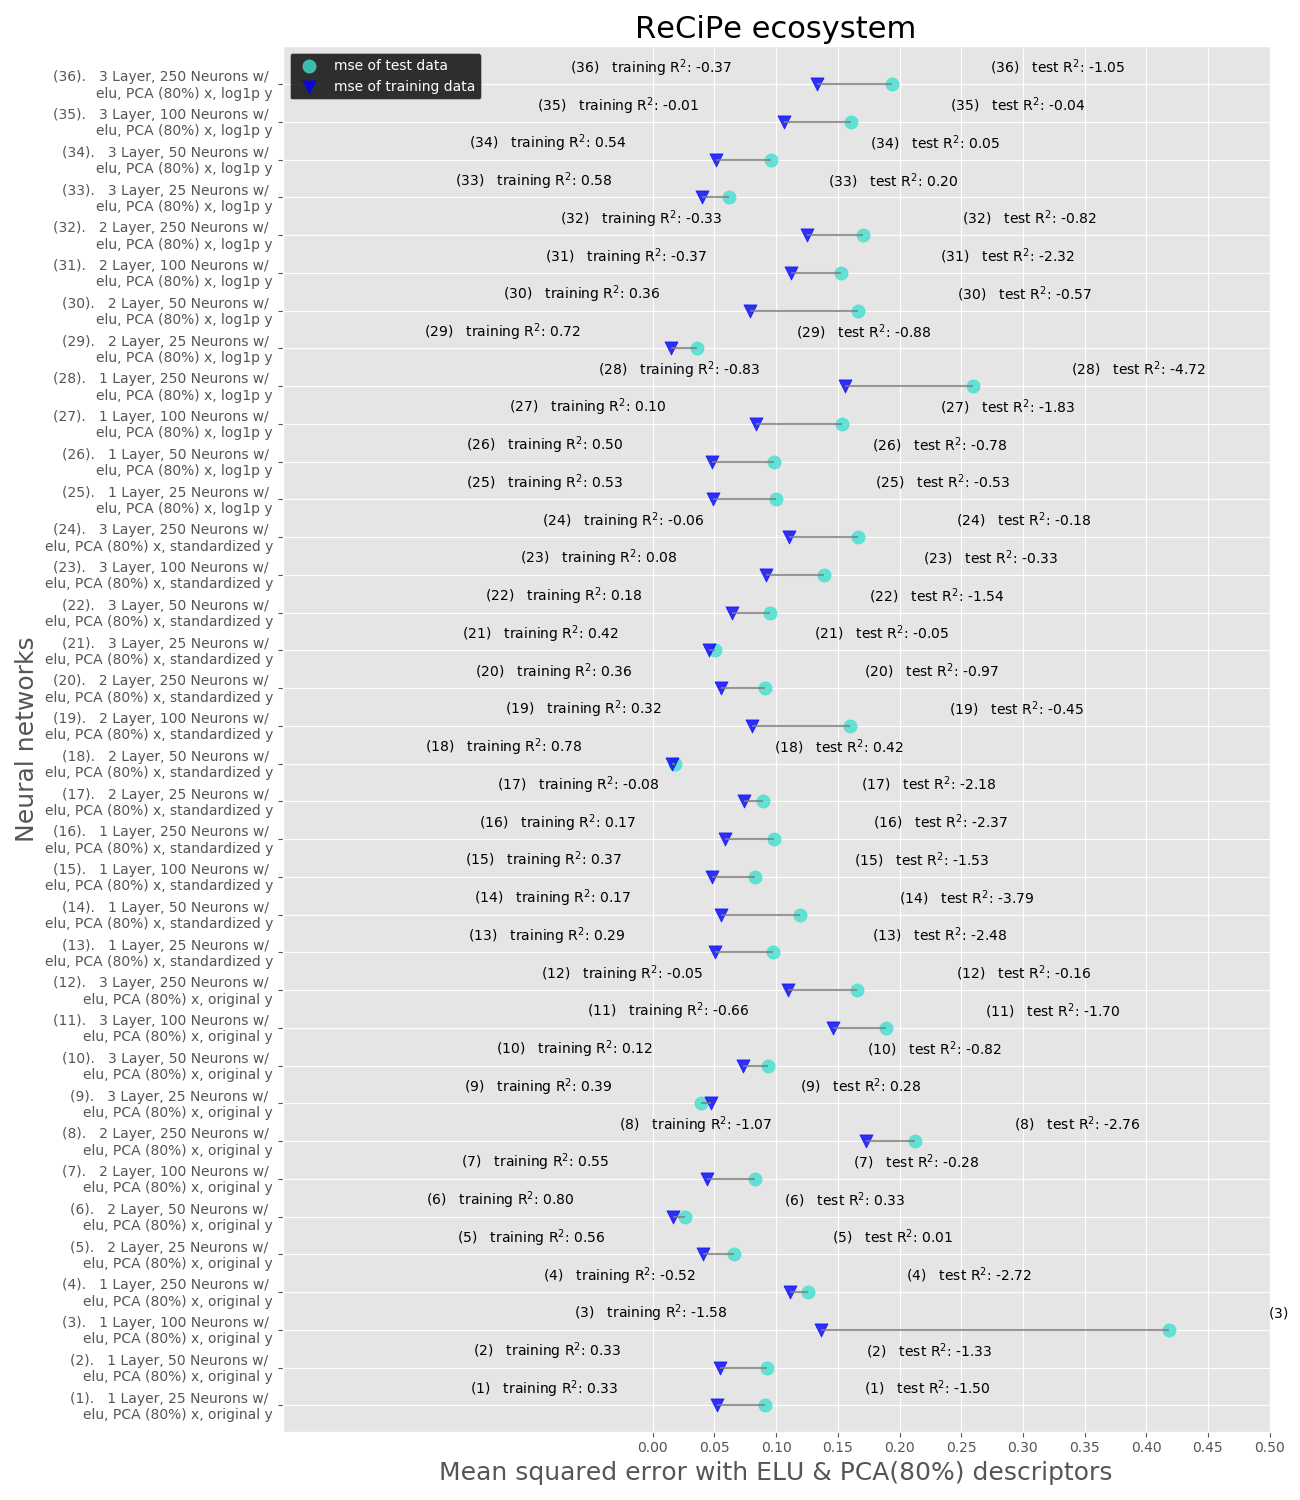 ReCiPe ecosystem
mse of test data
mse of training data
(36). 3 Layer, 250 Neurons w/
elu, PCA (80%) x, log1p y
(36) training R²: -0.37
(36) test R²: -1.05
(35). 3 Layer, 100 Neurons w/
elu, PCA (80%) x, log1p y
(35) training R²: -0.01
(35) test R²: -0.04
(34). 3 Layer, 50 Neurons w/
elu, PCA (80%) x, log1p y
(34) training R²: 0.54
(34) test R²: 0.05
(33). 3 Layer, 25 Neurons w/
elu, PCA (80%) x, log1p y
(33) training R²: 0.58
(33) test R²: 0.20
(32). 2 Layer, 250 Neurons w/
elu, PCA (80%) x, log1p y
(32) training R²: -0.33
(32) test R²: -0.82
(31). 2 Layer, 100 Neurons w/
elu, PCA (80%) x, log1p y
(31) training R²: -0.37
(31) test R²: -2.32
(30). 2 Layer, 50 Neurons w/
elu, PCA (80%) x, log1p y
(30) training R²: 0.36
(30) test R²: -0.57
(29). 2 Layer, 25 Neurons w/
elu, PCA (80%) x, log1p y
(29) training R²: 0.72
(29) test R²: -0.88
(28). 1 Layer, 250 Neurons w/
elu, PCA (80%) x, log1p y
(28) training R²: -0.83
(28) test R²: -4.72
(27). 1 Layer, 100 Neurons w/
elu, PCA (80%) x, log1p y
(27) training R²: 0.10
(27) test R²: -1.83
(26). 1 Layer, 50 Neurons w/
elu, PCA (80%) x, log1p y
(26) training R²: 0.50
(26) test R²: -0.78
(25). 1 Layer, 25 Neurons w/
elu, PCA (80%) x, log1p y
(25) training R²: 0.53
(25) test R²: -0.53
(24). 3 Layer, 250 Neurons w/
elu, PCA (80%) x, standardized y
(24) training R²: -0.06
(24) test R²: -0.18
(23). 3 Layer, 100 Neurons w/
elu, PCA (80%) x, standardized y
(23) training R²: 0.08
(23) test R²: -0.33
(22). 3 Layer, 50 Neurons w/
elu, PCA (80%) x, standardized y
(22) training R²: 0.18
(22) test R²: -1.54
(21). 3 Layer, 25 Neurons w/
elu, PCA (80%) x, standardized y
(21) training R²: 0.42
(21) test R²: -0.05
(20). 2 Layer, 250 Neurons w/
elu, PCA (80%) x, standardized y
(20) training R²: 0.36
(20) test R²: -0.97
(19). 2 Layer, 100 Neurons w/
elu, PCA (80%) x, standardized y
(19) training R²: 0.32
(19) test R²: -0.45
(18). 2 Layer, 50 Neurons w/
elu, PCA (80%) x, standardized y
(18) training R²: 0.78
(18) test R²: 0.42
(17). 2 Layer, 25 Neurons w/
elu, PCA (80%) x, standardized y
(17) training R²: -0.08
(17) test R²: -2.18
(16). 1 Layer, 250 Neurons w/
elu, PCA (80%) x, standardized y
(16) training R²: 0.17
(16) test R²: -2.37
(15). 1 Layer, 100 Neurons w/
elu, PCA (80%) x, standardized y
(15) training R²: 0.37
(15) test R²: -1.53
(14). 1 Layer, 50 Neurons w/
elu, PCA (80%) x, standardized y
(14) training R²: 0.17
(14) test R²: -3.79
(13). 1 Layer, 25 Neurons w/
elu, PCA (80%) x, standardized y
(13) training R²: 0.29
(13) test R²: -2.48
(12). 3 Layer, 250 Neurons w/
elu, PCA (80%) x, original y
(12) training R²: -0.05
(12) test R²: -0.16
(11). 3 Layer, 100 Neurons w/
elu, PCA (80%) x, original y
(11) training R²: -0.66
(11) test R²: -1.70
(10). 3 Layer, 50 Neurons w/
elu, PCA (80%) x, original y
(10) training R²: 0.12
(10) test R²: -0.82
(9). 3 Layer, 25 Neurons w/
elu, PCA (80%) x, original y
(9) training R²: 0.39
(9) test R²: 0.28
(8). 2 Layer, 250 Neurons w/
elu, PCA (80%) x, original y
(8) training R²: -1.07
(8) test R²: -2.76
(7). 2 Layer, 100 Neurons w/
elu, PCA (80%) x, original y
(7) training R²: 0.55
(7) test R²: -0.28
(6). 2 Layer, 50 Neurons w/
elu, PCA (80%) x, original y
(6) training R²: 0.80
(6) test R²: 0.33
(5). 2 Layer, 25 Neurons w/
elu, PCA (80%) x, original y
(5) training R²: 0.56
(5) test R²: 0.01
(4). 1 Layer, 250 Neurons w/
elu, PCA (80%) x, original y
(4) training R²: -0.52
(4) test R²: -2.72
(3). 1 Layer, 100 Neurons w/
elu, PCA (80%) x, original y
(3) training R²: -1.58
(3)
(2). 1 Layer, 50 Neurons w/
elu, PCA (80%) x, original y
(2) training R²: 0.33
(2) test R²: -1.33
(1). 1 Layer, 25 Neurons w/
elu, PCA (80%) x, original y
(1) training R²: 0.33
(1) test R²: -1.50
Neural networks
0.00 0.05 0.10 0.15 0.20 0.25 0.30 0.35 0.40 0.45 0.50
Mean squared error with ELU & PCA(80%) descriptors